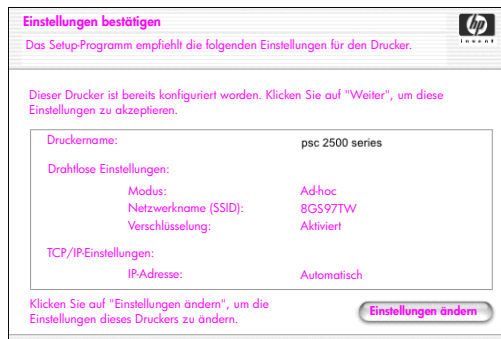 Einstellungen bestätigen
Das Setup-Programm empfiehlt die folgenden Einstellungen für den Drucker.
hp
invent
Dieser Drucker ist bereits konfiguriert worden. Klicken Sie auf "Weiter", um diese
Einstellungen zu akzeptieren.
Druckername: psc 2500 series
Drahtlose Einstellungen:
Modus: Ad-hoc
Netzwerkname (SSID): 8GS97TW
Verschlüsselung: Aktiviert
TCP/IP-Einstellungen:
IP-Adresse: Automatisch
Klicken Sie auf "Einstellungen ändern", um die
Einstellungen dieses Druckers zu ändern.
Einstellungen ändern